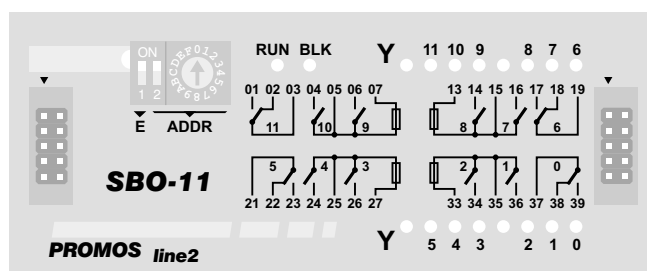 ON RUN BLK Y 11 10 9 8 7 6
0123456789ABCDEF
1 2
01 02 03 04 05 06 07 13 14 15 16 17 18 19
E ADDR
11 10 9 8 7 6
SBO-11
5 4 3 2 1 0
21 22 23 24 25 26 27 33 34 35 36 37 38 39
Y 5 4 3 2 1 0
PROMOS line2